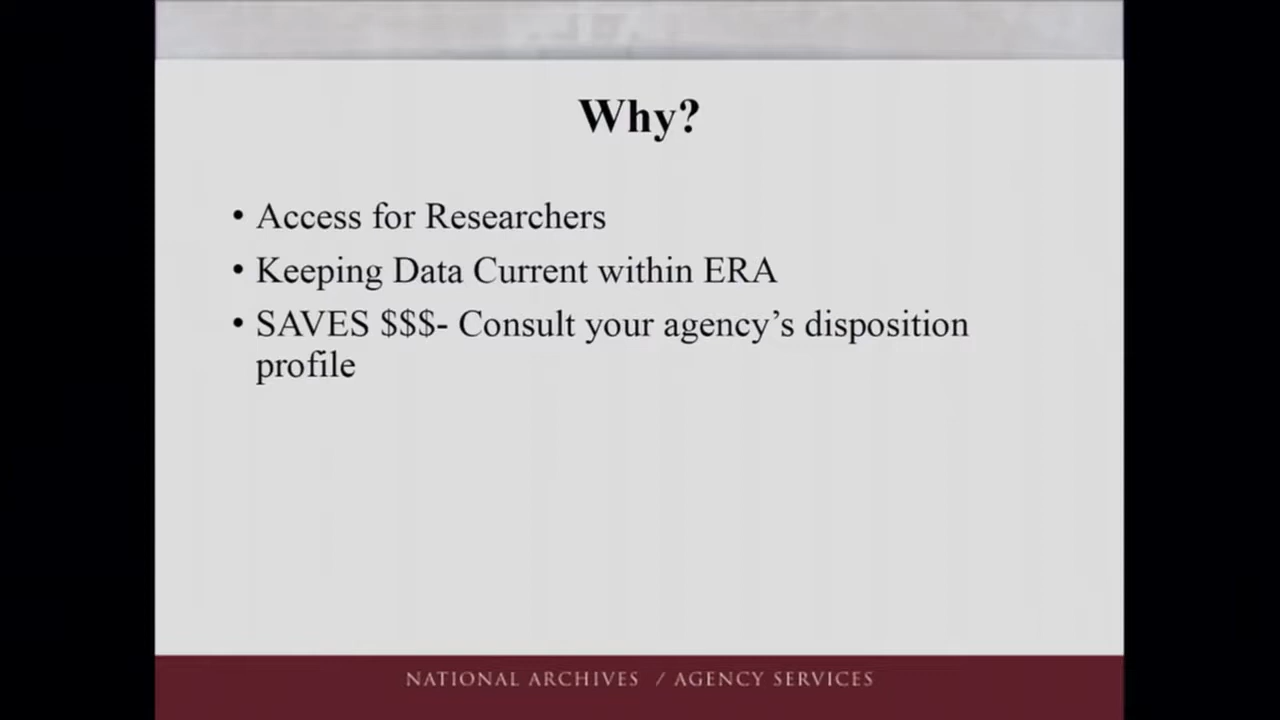 Why?
• Access for Researchers
• Keeping Data Current within ERA
• SAVES $$$- Consult your agency’s disposition
profile
NATIONAL ARCHIVES / AGENCY SERVICES